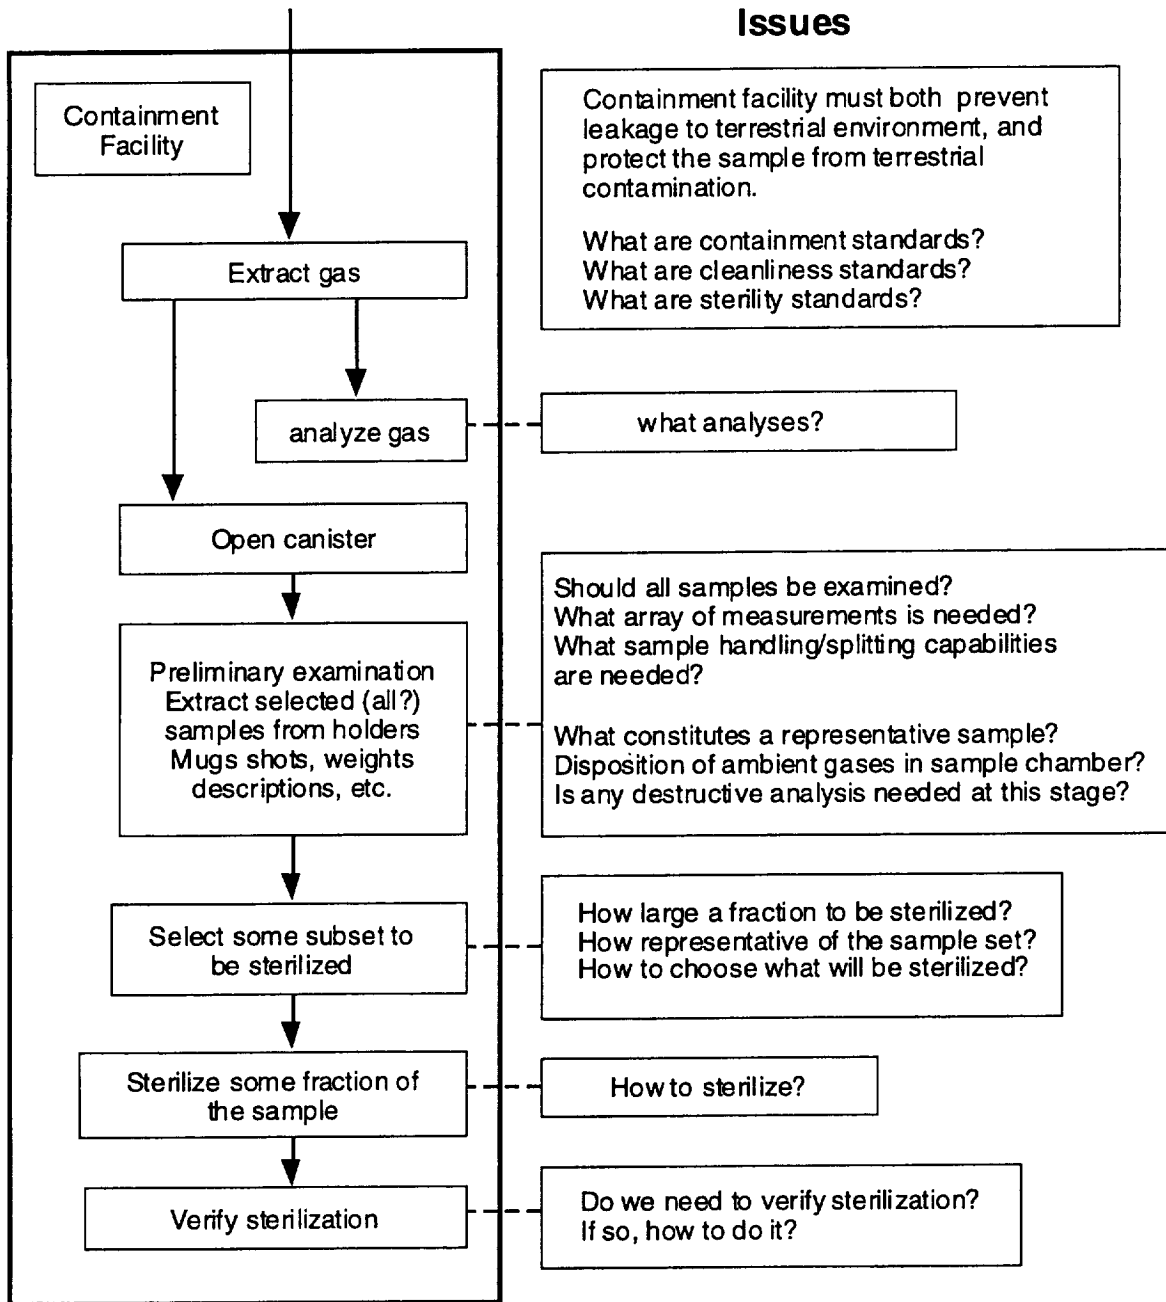 Issues
Containment
Facility
Containment facility must both prevent
leakage to terrestrial environment, and
protect the sample from terrestrial
contamination.
What are containment standards?
What are cleanliness standards?
What are sterility standards?
Extract gas
analyze gas
what analyses?
Open canister
Should all samples be examined?
What array of measurements is needed?
What sample handling/splitting capabilities
are needed?
What constitutes a representative sample?
Disposition of ambient gases in sample chamber?
Is any destructive analysis needed at this stage?
Preliminary examination
Extract selected (all?)
samples from holders
Mugs shots, weights
descriptions, etc.
Select some subset to
be sterilized
How large a fraction to be sterilized?
How representative of the sample set?
How to choose what will be sterilized?
Sterilize some fraction of
the sample
How to sterilize?
Verify sterilization
Do we need to verify sterilization?
If so, how to do it?